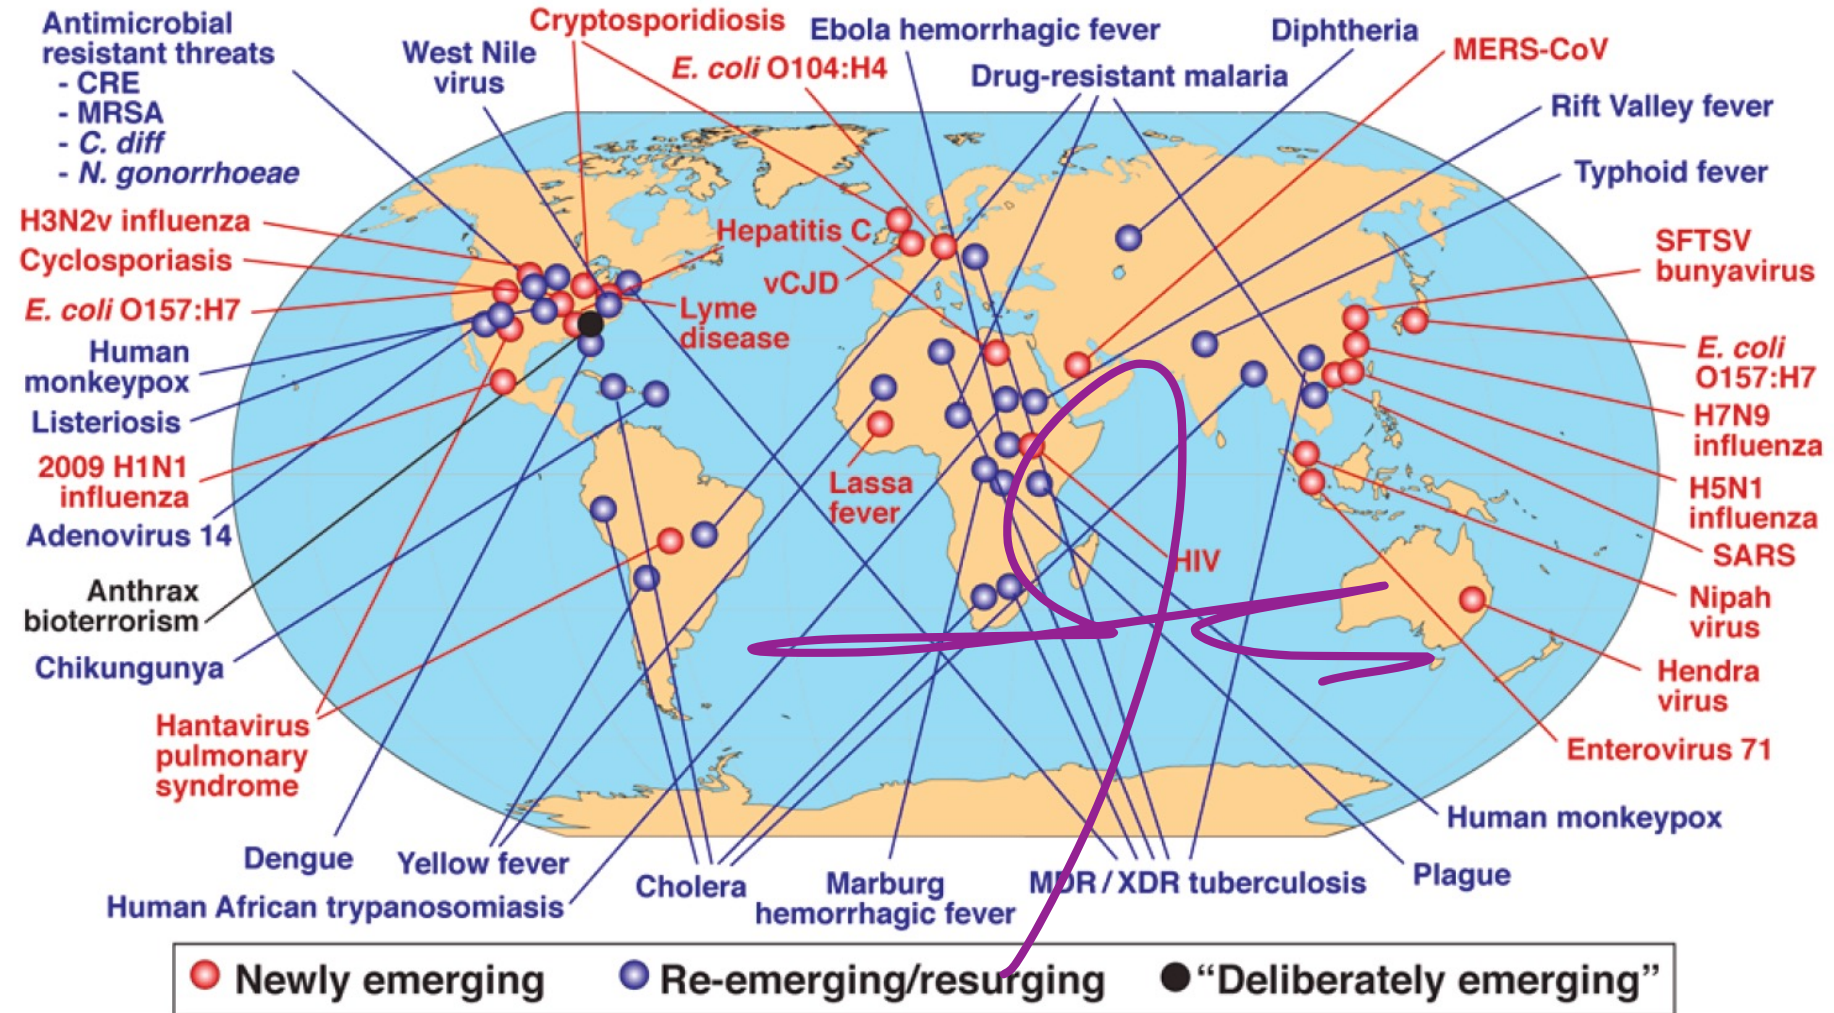 Antimicrobial
resistant threats
- CRE
- MRSA
- C. diff
- N. gonorrhoeae
West Nile
virus
Cryptosporidiosis
E. coli O104:H4
Ebola hemorrhagic fever
Drug-resistant malaria
Diphtheria
MERS-CoV
Rift Valley fever
Typhoid fever
H3N2v influenza
Cyclosporiasis
E. coli O157:H7
Human
monkeypox
Listeriosis
2009 H1N1
influenza
Adenovirus 14
Anthrax
bioterrorism
Chikungunya
Hantavirus
pulmonary
syndrome
Hepatitis C
vCJD
Lyme
disease
Lassa
fever
HIV
SFTSV
bunyavirus
E. coli
O157:H7
H7N9
influenza
H5N1
influenza
SARS
Nipah
virus
Hendra
virus
Enterovirus 71
Human monkeypox
Plague
Dengue
Yellow fever
Human African trypanosomiasis
Cholera
Marburg
hemorrhagic fever
MDR/XDR tuberculosis
Newly emerging
Re-emerging/resurging
“Deliberately emerging”